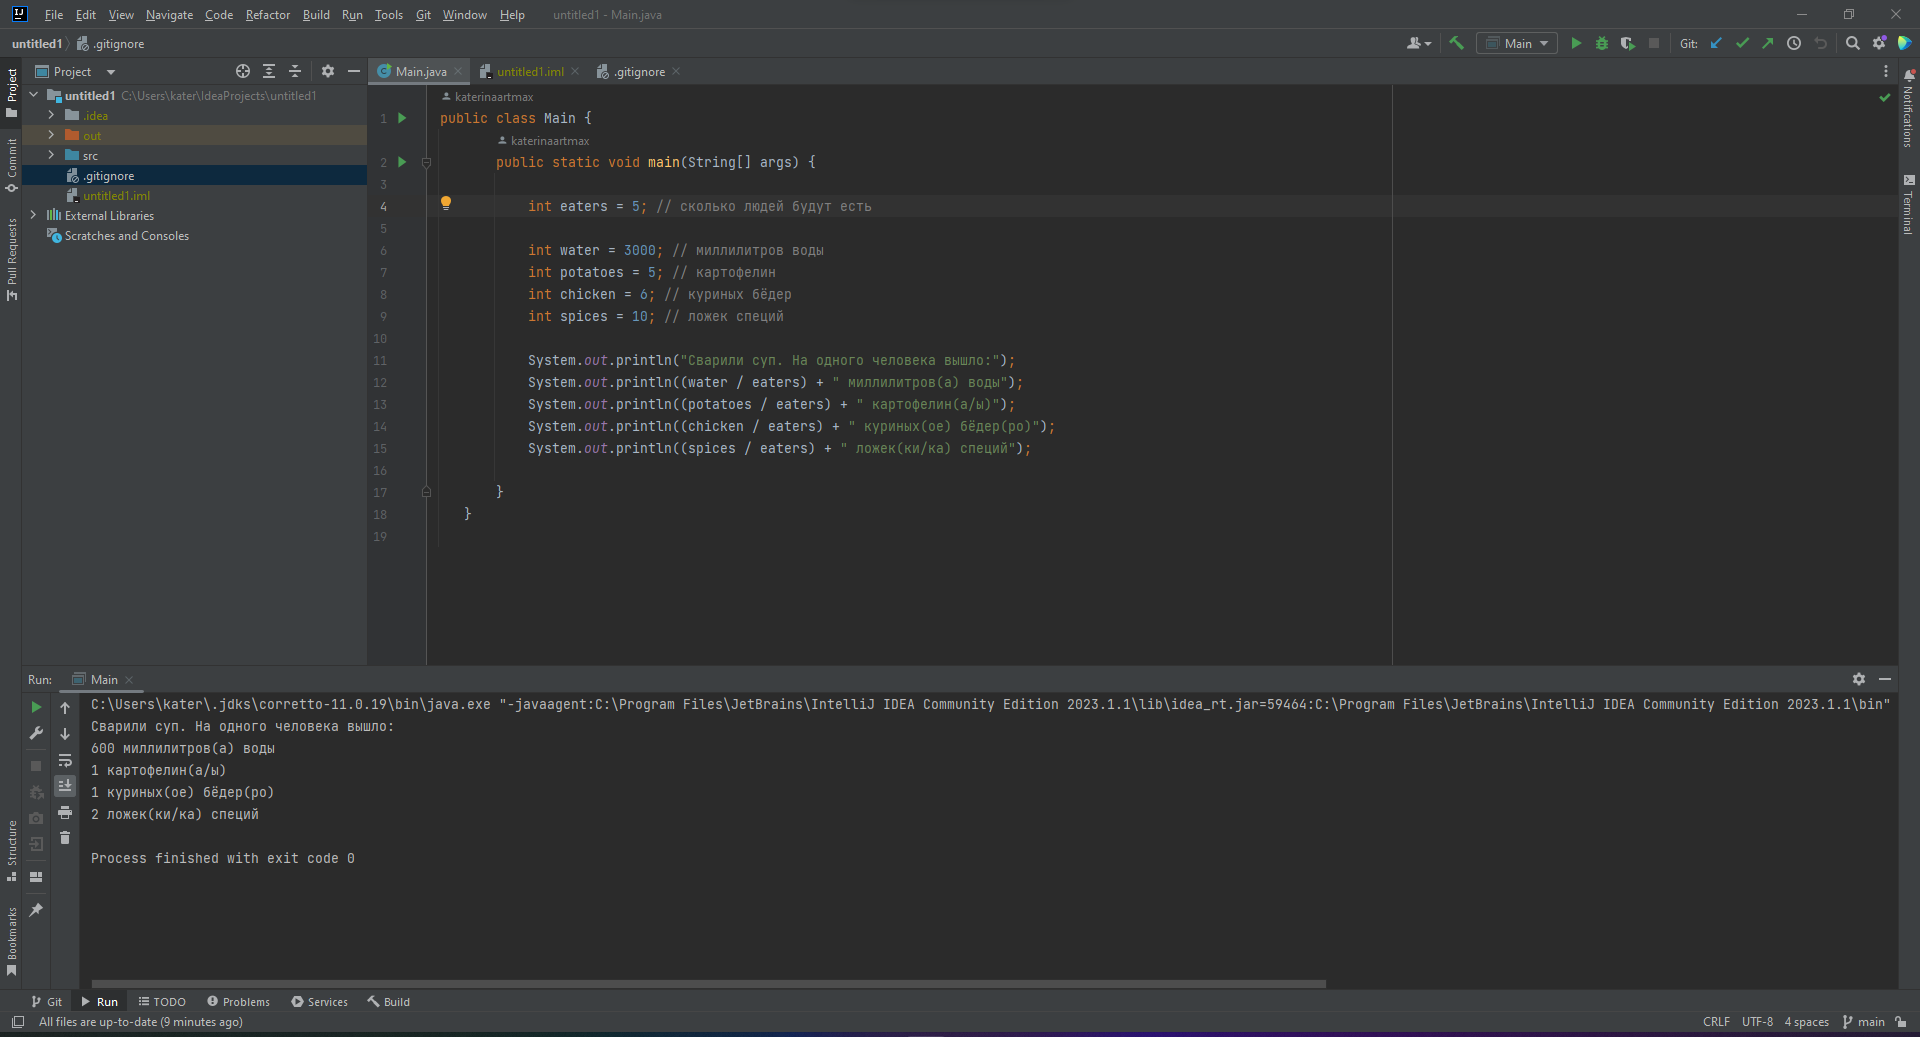 File Edit View Navigate Code Refactor Build Run Tools Git Window Help untitled1 - Main.java
untitled1 .gitignore Main Git:
Project Main.java untitled1.iml .gitignore
untitled1 C:\Users\kater\IdeaProjects\untitled1
.idea
out
src
.gitignore
untitled1.iml
External Libraries
Scratches and Consoles
Project
Commit
Pull Requests
Structure
Bookmarks
katerinaartmax
1 public class Main {
katerinaartmax
2 public static void main(String[] args) {
3
4 int eaters = 5; // сколько людей будут есть
5
6 int water = 3000; // миллилитров воды
7 int potatoes = 5; // картофелин
8 int chicken = 6; // куриных бёдер
9 int spices = 10; // ложек специй
10
11 System.out.println("Сварили суп. На одного человека вышло:");
12 System.out.println((water / eaters) + " миллилитров(а) воды");
13 System.out.println((potatoes / eaters) + " картофелин(а/ы)");
14 System.out.println((chicken / eaters) + " куриных(ое) бёдер(ро)");
15 System.out.println((spices / eaters) + " ложек(ки/ка) специй");
16
17 }
18 }
19
Notifications
Terminal
Run: Main
C:\Users\kater\.jdks\corretto-11.0.19\bin\java.exe "-javaagent:C:\Program Files\JetBrains\IntelliJ IDEA Community Edition 2023.1.1\lib\idea_rt.jar=59464:C:\Program Files\JetBrains\IntelliJ IDEA Community Edition 2023.1.1\bin"
Сварили суп. На одного человека вышло:
600 миллилитров(а) воды
1 картофелин(а/ы)
1 куриных(ое) бёдер(ро)
2 ложек(ки/ка) специй
Process finished with exit code 0
Git Run TODO Problems Services Build
All files are up-to-date (9 minutes ago) CRLF UTF-8 4 spaces main